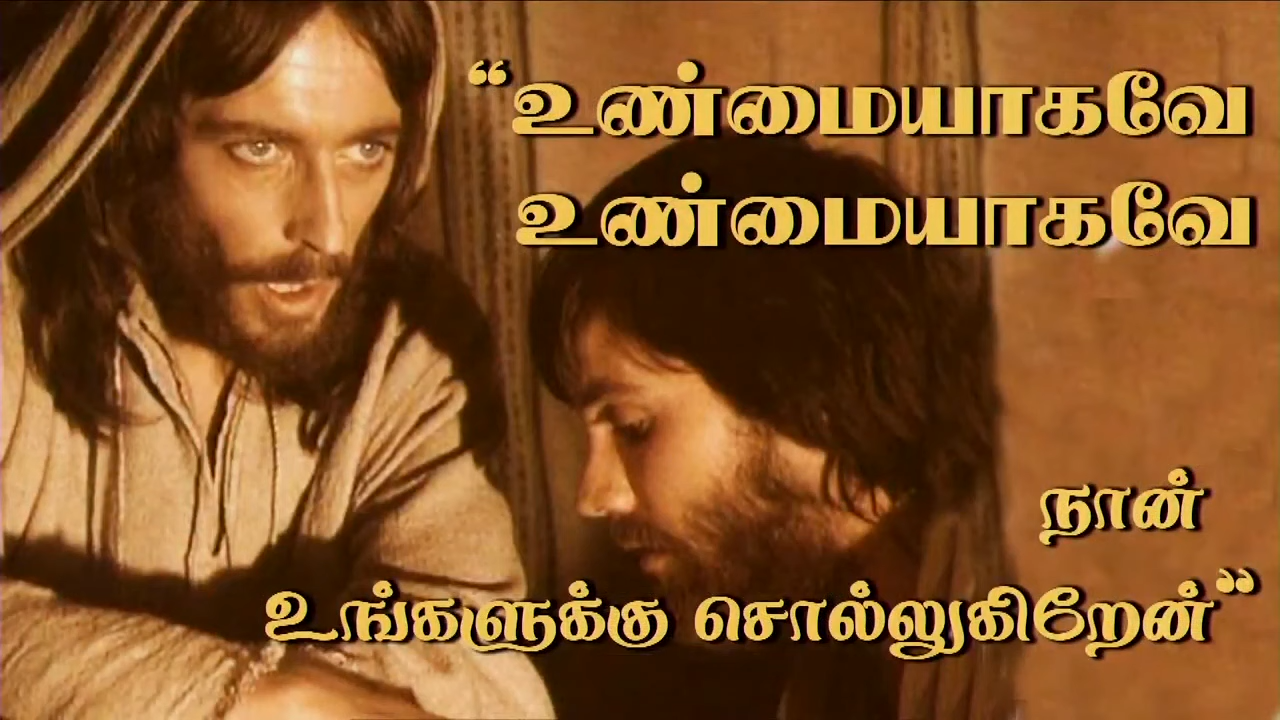 “உண்மையாகவே
உண்மையாகவே
நான்
உங்களுக்கு சொல்லுகிறேன்”